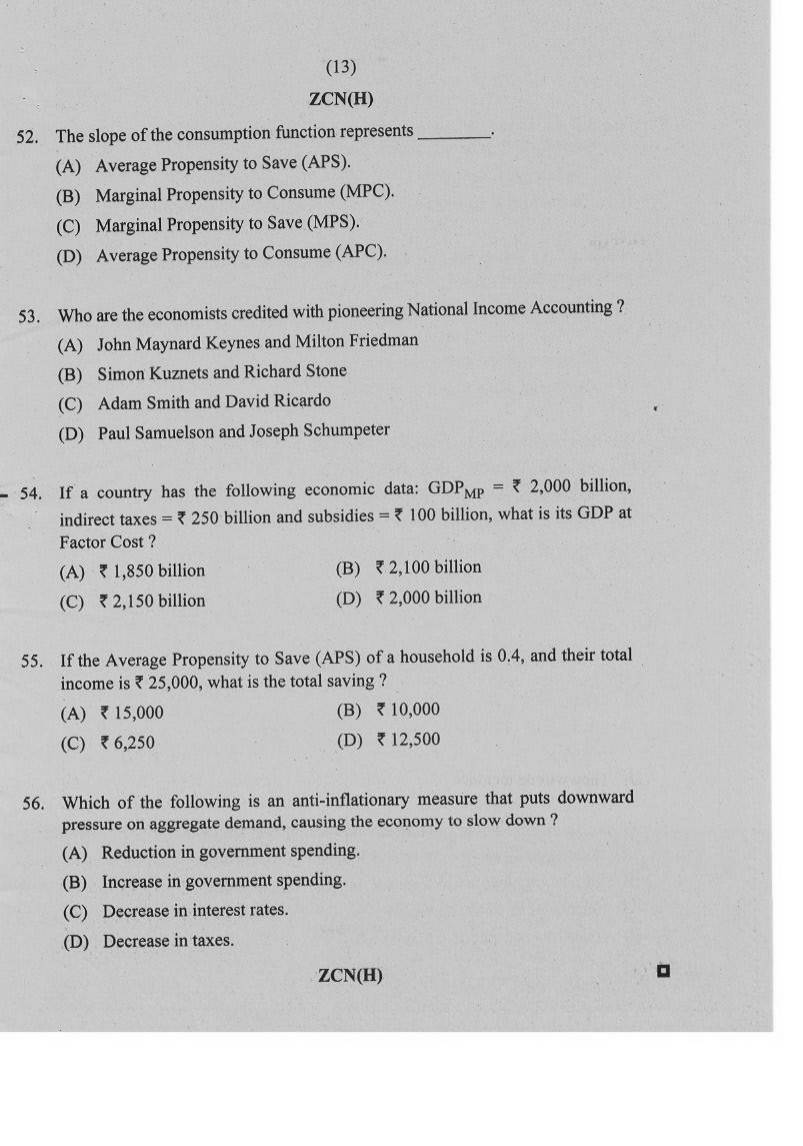 (13)
ZCN(H)
52. The slope of the consumption function represents ________.
(A) Average Propensity to Save (APS).
(B) Marginal Propensity to Consume (MPC).
(C) Marginal Propensity to Save (MPS).
(D) Average Propensity to Consume (APC).
53. Who are the economists credited with pioneering National Income Accounting ?
(A) John Maynard Keynes and Milton Friedman
(B) Simon Kuznets and Richard Stone
(C) Adam Smith and David Ricardo
(D) Paul Samuelson and Joseph Schumpeter
54. If a country has the following economic data: GDP_MP = ₹ 2,000 billion,
indirect taxes = ₹ 250 billion and subsidies = ₹ 100 billion, what is its GDP at
Factor Cost ?
(A) ₹ 1,850 billion (B) ₹ 2,100 billion
(C) ₹ 2,150 billion (D) ₹ 2,000 billion
55. If the Average Propensity to Save (APS) of a household is 0.4, and their total
income is ₹ 25,000, what is the total saving ?
(A) ₹ 15,000 (B) ₹ 10,000
(C) ₹ 6,250 (D) ₹ 12,500
56. Which of the following is an anti-inflationary measure that puts downward
pressure on aggregate demand, causing the economy to slow down ?
(A) Reduction in government spending.
(B) Increase in government spending.
(C) Decrease in interest rates.
(D) Decrease in taxes.
ZCN(H)